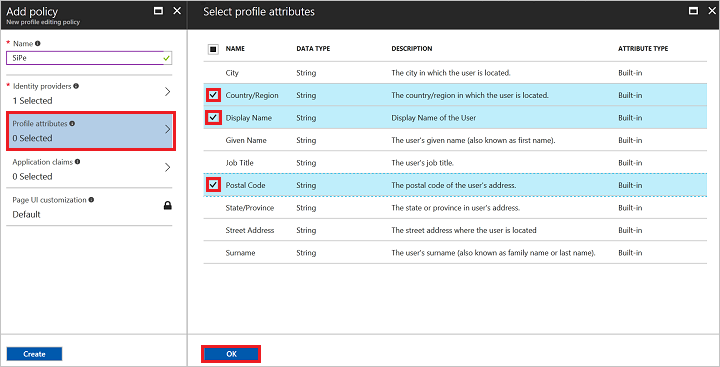 Add policy
New profile editing policy
* Name
SiPe
* Identity providers
1 Selected
Profile attributes
0 Selected
Application claims
0 Selected
Page UI customization
Default
Create
Select profile attributes
NAME DATA TYPE DESCRIPTION ATTRIBUTE TYPE
City String The city in which the user is located. Built-in
Country/Region String The country/region in which the user is located. Built-in
Display Name String Display Name of the User Built-in
Given Name String The user's given name (also known as first name). Built-in
Job Title String The user's job title. Built-in
Postal Code String The postal code of the user's address. Built-in
State/Province String The state or province in user's address. Built-in
Street Address String The street address where the user is located Built-in
Surname String The user's surname (also known as family name or last name). Built-in
OK